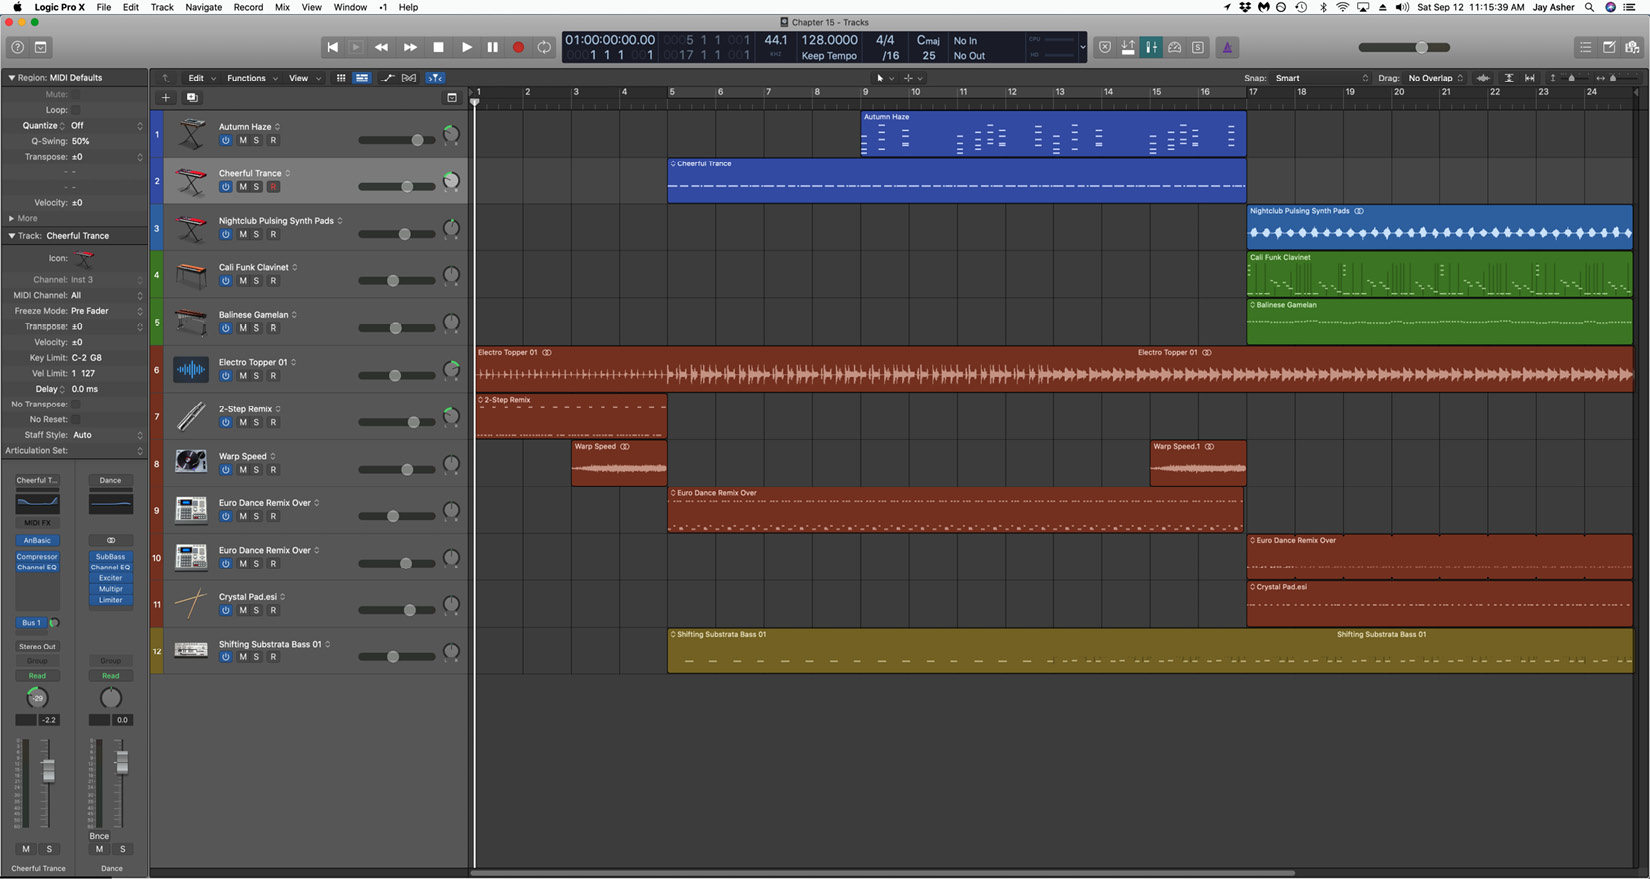 Logic Pro X File Edit Track Navigate Record Mix View Window •1 Help
Sat Sep 12 11:15:39 AM Jay Asher
Chapter 15 - Tracks
01:00:00:00.00 0005 1 1 001 44.1 128.0000 4/4 Cmaj No In CPU
0001 1 1 001 0017 1 1 001 KHZ Keep Tempo /16 25 No Out HD
Region: MIDI Defaults
Mute:
Loop:
Quantize Off
Q-Swing: 50%
Transpose: ±0
- -
- -
Velocity: ±0
More
Track: Cheerful Trance
Icon:
Channel: Inst 3
MIDI Channel: All
Freeze Mode: Pre Fader
Transpose: ±0
Velocity: ±0
Key Limit: C-2 G8
Vel Limit: 1 127
Delay 0.0 ms
No Transpose:
No Reset:
Staff Style: Auto
Articulation Set:
Cheerful T... Dance
MIDI FX
AnBasic
Compressor SubBass
Channel EQ Channel EQ
Exciter
Multipr
Limiter
Bus 1
Stereo Out
Group Group
Read Read
-29
-2.2 0.0
Bnce
M S M S
Cheerful Trance Dance
Edit Functions View
Snap: Smart Drag: No Overlap
1 2 3 4 5 6 7 8 9 10 11 12 13 14 15 16 17 18 19 20 21 22 23 24
1 Autumn Haze
M S R
2 Cheerful Trance
M S R
3 Nightclub Pulsing Synth Pads
M S R
4 Cali Funk Clavinet
M S R
5 Balinese Gamelan
M S R
6 Electro Topper 01
M S R
7 2-Step Remix
M S R
8 Warp Speed
M S R
9 Euro Dance Remix Over
M S R
10 Euro Dance Remix Over
M S R
11 Crystal Pad.esi
M S R
12 Shifting Substrata Bass 01
M S R
Autumn Haze
Cheerful Trance
Nightclub Pulsing Synth Pads
Cali Funk Clavinet
Balinese Gamelan
Electro Topper 01 Electro Topper 01
2-Step Remix
Warp Speed Warp Speed.1
Euro Dance Remix Over
Euro Dance Remix Over
Crystal Pad.esi
Shifting Substrata Bass 01 Shifting Substrata Bass 01